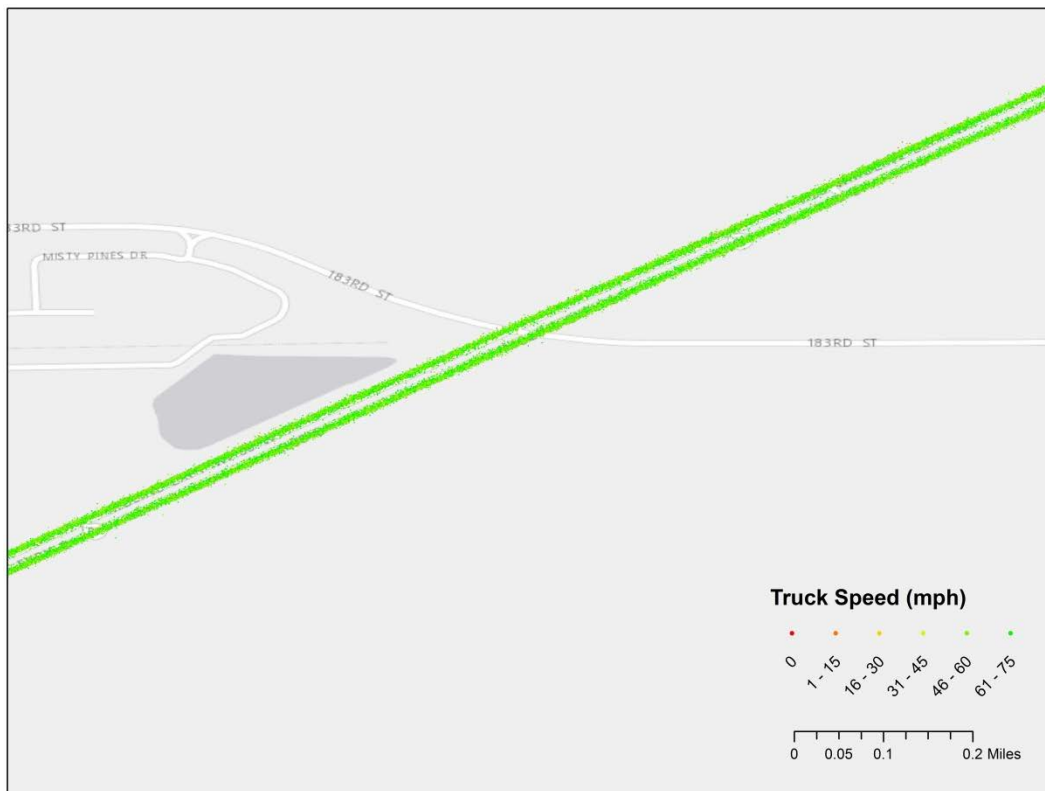 183RD ST
MISTY PINES DR
183RD ST
183RD ST
Truck Speed (mph)
0
1 - 15
16 - 30
31 - 45
46 - 60
61 - 75
0 0.05 0.1 0.2 Miles